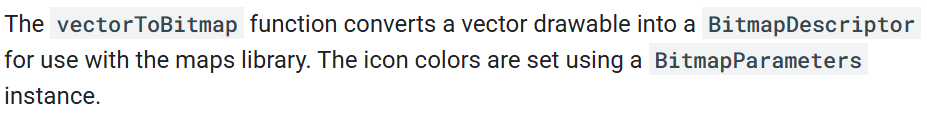 The vectorToBitmap function converts a vector drawable into a BitmapDescriptor
for use with the maps library. The icon colors are set using a BitmapParameters
instance.